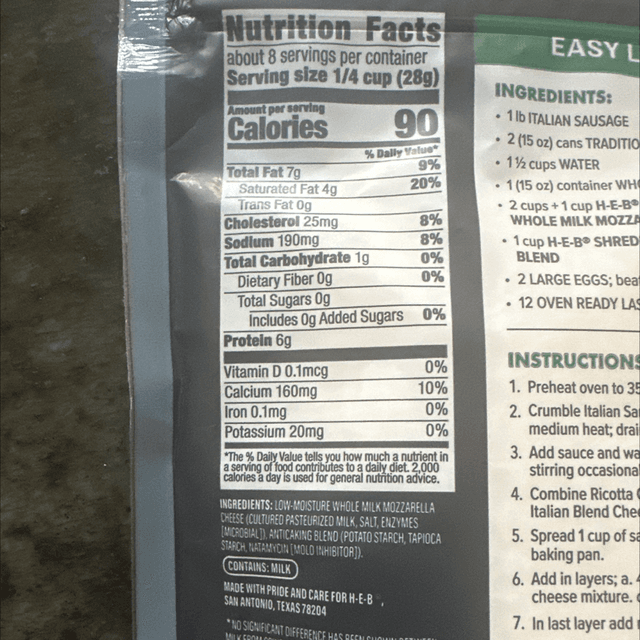 Nutrition Facts
about 8 servings per container
Serving size 1/4 cup (28g)
Amount per serving
Calories 90
% Daily Value*
Total Fat 7g 9%
Saturated Fat 4g 20%
Trans Fat 0g
Cholesterol 25mg 8%
Sodium 190mg 8%
Total Carbohydrate 1g 0%
Dietary Fiber 0g 0%
Total Sugars 0g
Includes 0g Added Sugars 0%
Protein 6g
Vitamin D 0.1mcg 0%
Calcium 160mg 10%
Iron 0.1mg 0%
Potassium 20mg 0%
*The % Daily Value tells you how much a nutrient in
a serving of food contributes to a daily diet. 2,000
calories a day is used for general nutrition advice.
INGREDIENTS: LOW-MOISTURE WHOLE MILK MOZZARELLA
CHEESE (CULTURED PASTEURIZED MILK, SALT, ENZYMES
[MICROBIAL]), ANTICAKING BLEND (POTATO STARCH, TAPIOCA
STARCH, NATAMYCIN [MOLD INHIBITOR]).
CONTAINS: MILK
MADE WITH PRIDE AND CARE FOR H-E-B®,
SAN ANTONIO, TEXAS 78204
*NO SIGNIFICANT DIFFERENCE HAS BEEN SHOWN BETWEEN
MILK FROM
EASY L
INGREDIENTS:
• 1 lb ITALIAN SAUSAGE
• 2 (15 oz) cans TRADITIO
• 1½ cups WATER
• 1 (15 oz) container WH
• 2 cups + 1 cup H-E-B®
WHOLE MILK MOZZA
• 1 cup H-E-B® SHRED
BLEND
• 2 LARGE EGGS; bea
• 12 OVEN READY LAS
INSTRUCTIONS
1. Preheat oven to 35
2. Crumble Italian Sa
medium heat; drai
3. Add sauce and wa
stirring occasiona
4. Combine Ricotta
Italian Blend Che
5. Spread 1 cup of sa
baking pan.
6. Add in layers; a.
cheese mixture.
7. In last layer add